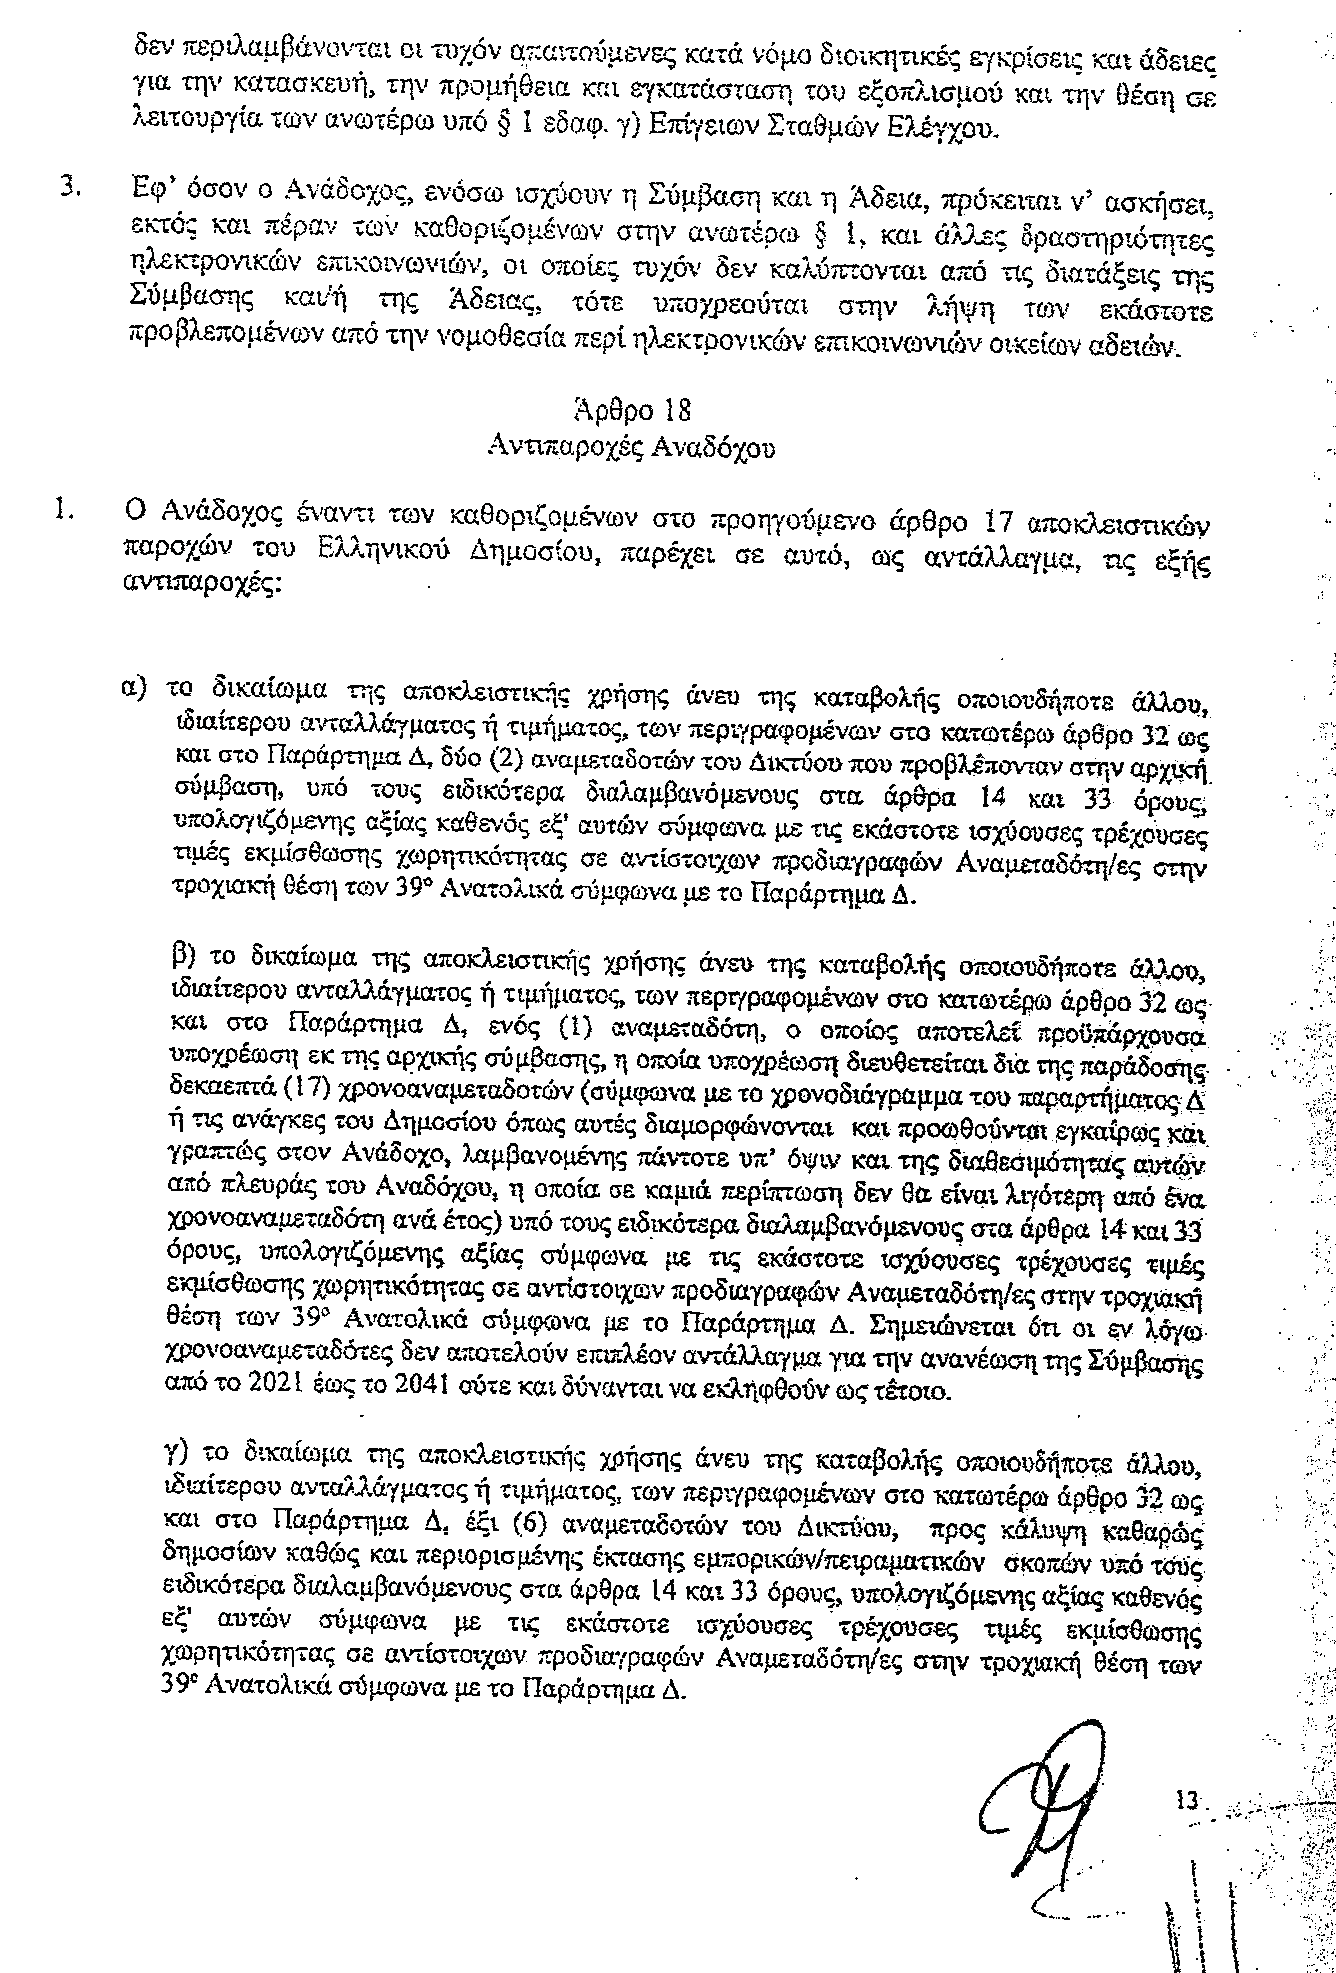 δεν περιλαμβάνονται οι τυχόν απαιτούμενες κατά νόμο διοικητικές εγκρίσεις και άδειες
για την κατασκευή, την προμήθεια και εγκατάσταση του εξοπλισμού και την θέση σε
λειτουργία των ανωτέρω υπό § 1 εδαφ. γ) Επίγειων Σταθμών Ελέγχου.
3. Εφ' όσον ο Ανάδοχος, ενόσω ισχύουν η Σύμβαση και η Άδεια, πρόκειται ν' ασκήσει,
εκτός και πέραν των καθοριζομένων στην ανωτέρω § 1, και άλλες δραστηριότητες
ηλεκτρονικών επικοινωνιών, οι οποίες τυχόν δεν καλύπτονται από τις διατάξεις της
Σύμβασης και/ή της Άδειας, τότε υποχρεούται στην λήψη των εκάστοτε
προβλεπομένων από την νομοθεσία περί ηλεκτρονικών επικοινωνιών οικείων αδειών.
Άρθρο 18
Αντιπαροχές Αναδόχου
1. Ο Ανάδοχος έναντι των καθοριζομένων στο προηγούμενο άρθρο 17 αποκλειστικών
παροχών του Ελληνικού Δημοσίου, παρέχει σε αυτό, ως αντάλλαγμα, τις εξής
αντιπαροχές:
α) το δικαίωμα της αποκλειστικής χρήσης άνευ της καταβολής οποιουδήποτε άλλου,
ιδιαίτερου ανταλλάγματος ή τιμήματος, των περιγραφομένων στο κατωτέρω άρθρο 32 ως
και στο Παράρτημα Δ, δύο (2) αναμεταδοτών του Δικτύου που προβλέπονταν στην αρχική
σύμβαση, υπό τους ειδικότερα διαλαμβανόμενους στα άρθρα 14 και 33 όρους,
υπολογιζόμενης αξίας καθενός εξ' αυτών σύμφωνα με τις εκάστοτε ισχύουσες τρέχουσες
τιμές εκμίσθωσης χωρητικότητας σε αντίστοιχων προδιαγραφών Αναμεταδότη/ες στην
τροχιακή θέση των 39° Ανατολικά σύμφωνα με το Παράρτημα Δ.
β) το δικαίωμα της αποκλειστικής χρήσης άνευ της καταβολής οποιουδήποτε άλλου,
ιδιαίτερου ανταλλάγματος ή τιμήματος, των περιγραφομένων στο κατωτέρω άρθρο 32 ως
και στο Παράρτημα Δ, ενός (1) αναμεταδότη, ο οποίος αποτελεί προϋπάρχουσα
υποχρέωση εκ της αρχικής σύμβασης, η οποία υποχρέωση διευθετείται δια της παράδοσης
δεκαεπτά (17) χρονοαναμεταδοτών (σύμφωνα με το χρονοδιάγραμμα του παραρτήματος Δ
ή τις ανάγκες του Δημοσίου όπως αυτές διαμορφώνονται και προωθούνται εγκαίρως και
γραπτώς στον Ανάδοχο, λαμβανομένης πάντοτε υπ' όψιν και της διαθεσιμότητας αυτών
από πλευράς του Αναδόχου, η οποία σε καμιά περίπτωση δεν θα είναι λιγότερη από ένα
χρονοαναμεταδότη ανά έτος) υπό τους ειδικότερα διαλαμβανόμενους στα άρθρα 14 και 33
όρους, υπολογιζόμενης αξίας σύμφωνα με τις εκάστοτε ισχύουσες τρέχουσες τιμές
εκμίσθωσης χωρητικότητας σε αντίστοιχων προδιαγραφών Αναμεταδότη/ες στην τροχιακή
θέση των 39° Ανατολικά σύμφωνα με το Παράρτημα Δ. Σημειώνεται ότι οι εν λόγω
χρονοαναμεταδότες δεν αποτελούν επιπλέον αντάλλαγμα για την ανανέωση της Σύμβασης
από το 2021 έως το 2041 ούτε και δύνανται να εκληφθούν ως τέτοιο.
γ) το δικαίωμα της αποκλειστικής χρήσης άνευ της καταβολής οποιουδήποτε άλλου,
ιδιαίτερου ανταλλάγματος ή τιμήματος, των περιγραφομένων στο κατωτέρω άρθρο 32 ως
και στο Παράρτημα Δ, έξι (6) αναμεταδοτών του Δικτύου, προς κάλυψη καθαρώς
δημοσίων καθώς και περιορισμένης έκτασης εμπορικών/πειραματικών σκοπών υπό τους
ειδικότερα διαλαμβανόμενους στα άρθρα 14 και 33 όρους, υπολογιζόμενης αξίας καθενός
εξ' αυτών σύμφωνα με τις εκάστοτε ισχύουσες τρέχουσες τιμές εκμίσθωσης
χωρητικότητας σε αντίστοιχων προδιαγραφών Αναμεταδότη/ες στην τροχιακή θέση των
39° Ανατολικά σύμφωνα με το Παράρτημα Δ.
13